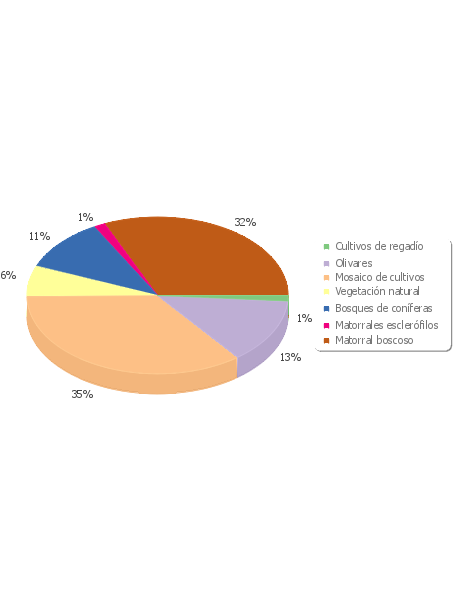 1%
32%
11%
6%
1%
13%
35%
Cultivos de regadío
Olivares
Mosaico de cultivos
Vegetación natural
Bosques de coníferas
Matorrales esclerófilos
Matorral boscoso